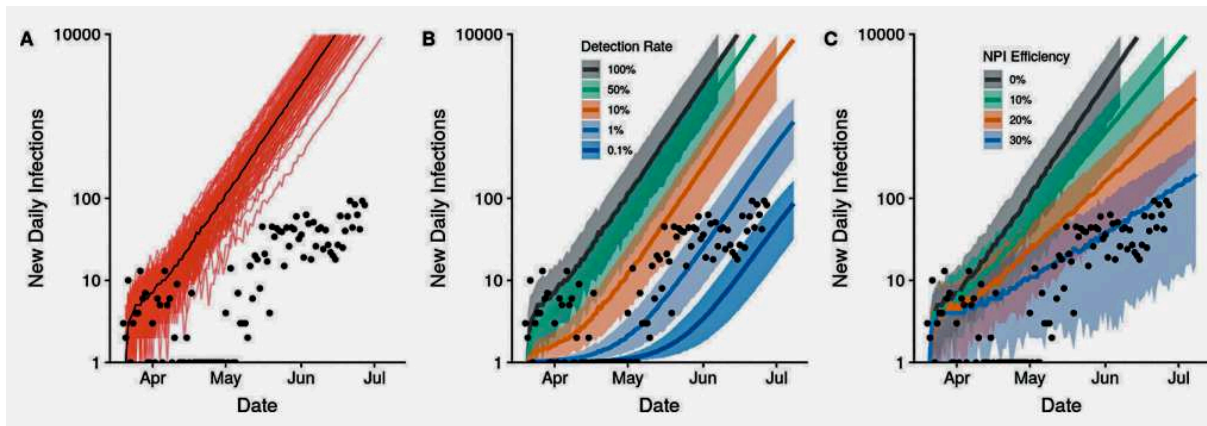 A
New Daily Infections
10000
100
10
1
Apr May Jun Jul
Date
B
New Daily Infections
10000
100
10
1
Detection Rate
100%
50%
10%
1%
0.1%
Apr May Jun Jul
Date
C
New Daily Infections
10000
100
10
1
NPI Efficiency
0%
10%
20%
30%
Apr May Jun Jul
Date